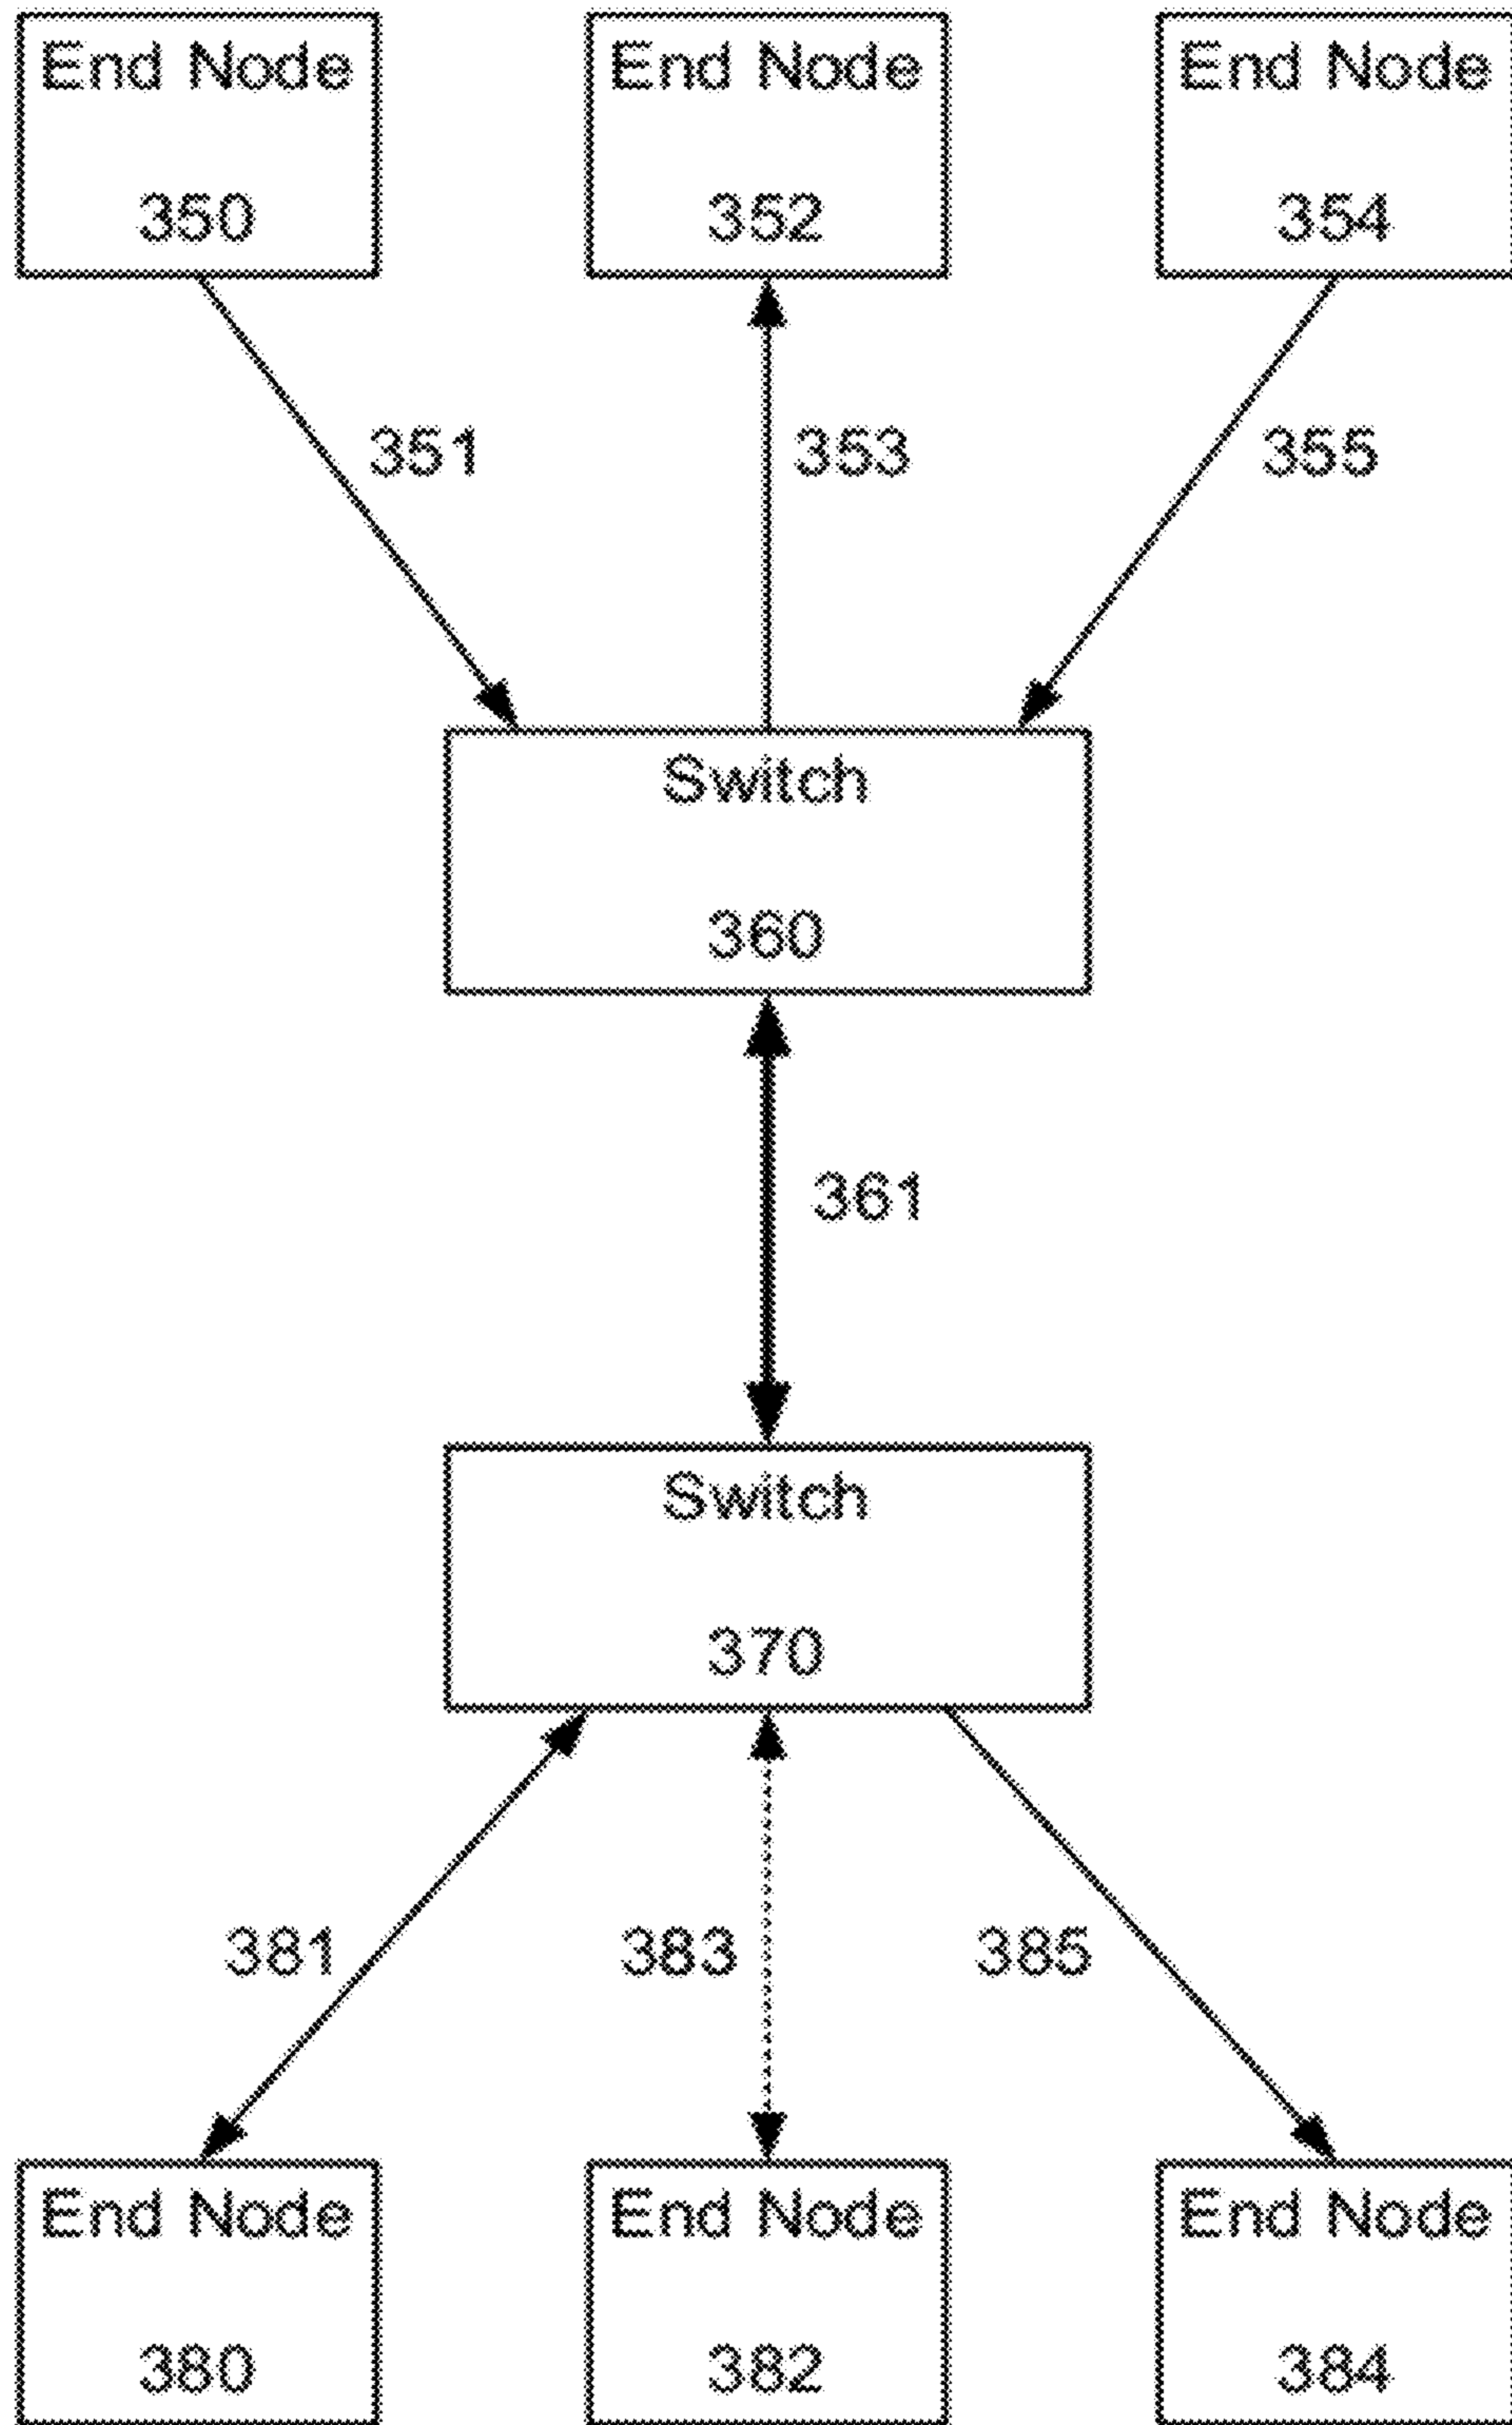 End Node
350
End Node
352
End Node
354
351
353
355
Switch
360
361
Switch
370
381
383
385
End Node
380
End Node
382
End Node
384